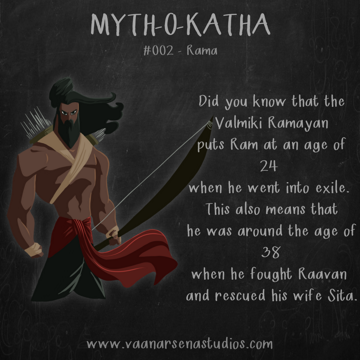 MYTH-O-KATHA
#002 - Rama
Did you know that the
Valmiki Ramayan
puts Ram at an age of
24
when he went into exile.
This also means that
he was around the age of
38
when he fought Raavan
and rescued his wife Sita.
www.vaanarsenastudios.com